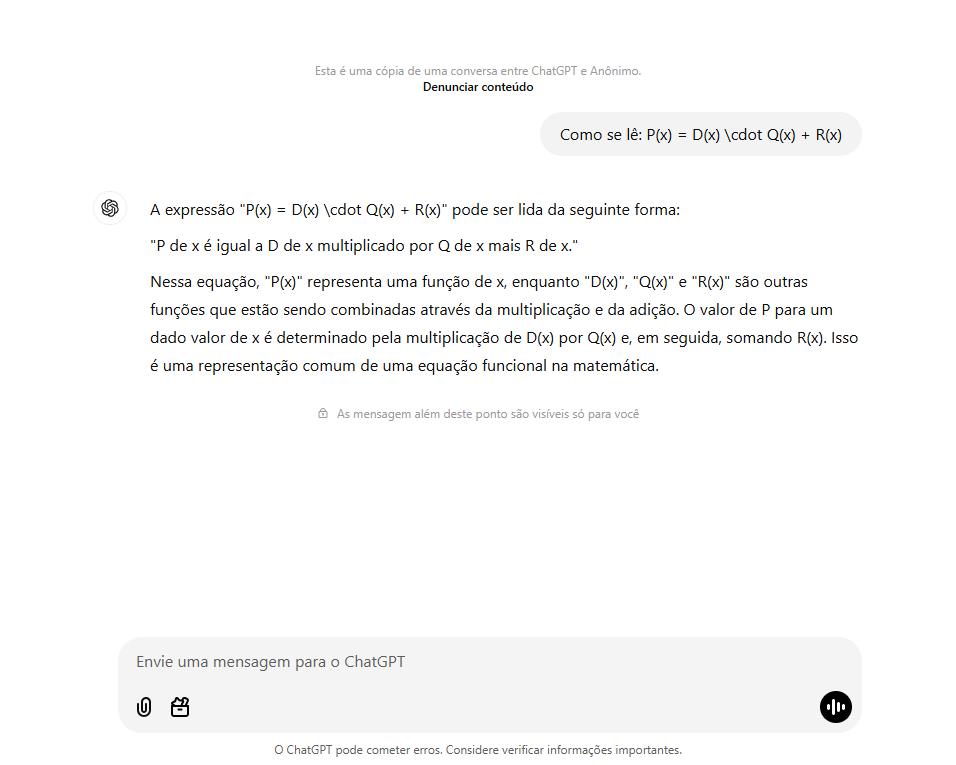 Esta é uma cópia de uma conversa entre ChatGPT e Anônimo.
Denunciar conteúdo
Como se lê: P(x) = D(x) \cdot Q(x) + R(x)
A expressão "P(x) = D(x) \cdot Q(x) + R(x)" pode ser lida da seguinte forma:
"P de x é igual a D de x multiplicado por Q de x mais R de x."
Nessa equação, "P(x)" representa uma função de x, enquanto "D(x)", "Q(x)" e "R(x)" são outras
funções que estão sendo combinadas através da multiplicação e da adição. O valor de P para um
dado valor de x é determinado pela multiplicação de D(x) por Q(x) e, em seguida, somando R(x). Isso
é uma representação comum de uma equação funcional na matemática.
As mensagem além deste ponto são visíveis só para você
Envie uma mensagem para o ChatGPT
O ChatGPT pode cometer erros. Considere verificar informações importantes.